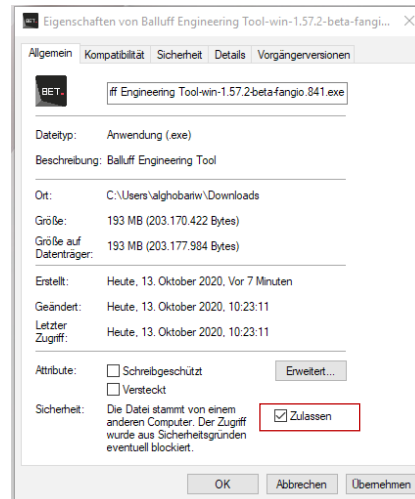 Eigenschaften von Balluff Engineering Tool-win-1.57.2-beta-fangi...
Allgemein Kompatibilität Sicherheit Details Vorgängerversionen
BET.
ff Engineering Tool-win-1.57.2-beta-fangio.841.exe
Dateityp: Anwendung (.exe)
Beschreibung: Balluff Engineering Tool
Ort: C:\Users\alghobariw\Downloads
Größe: 193 MB (203.170.422 Bytes)
Größe auf
Datenträger: 193 MB (203.177.984 Bytes)
Erstellt: Heute, 13. Oktober 2020, Vor 7 Minuten
Geändert: Heute, 13. Oktober 2020, 10:23:11
Letzter
Zugriff: Heute, 13. Oktober 2020, 10:23:11
Attribute: Schreibgeschützt Erweitert...
Versteckt
Sicherheit: Die Datei stammt von einem Zulassen
anderen Computer. Der Zugriff
wurde aus Sicherheitsgründen
eventuell blockiert.
OK Abbrechen Übernehmen